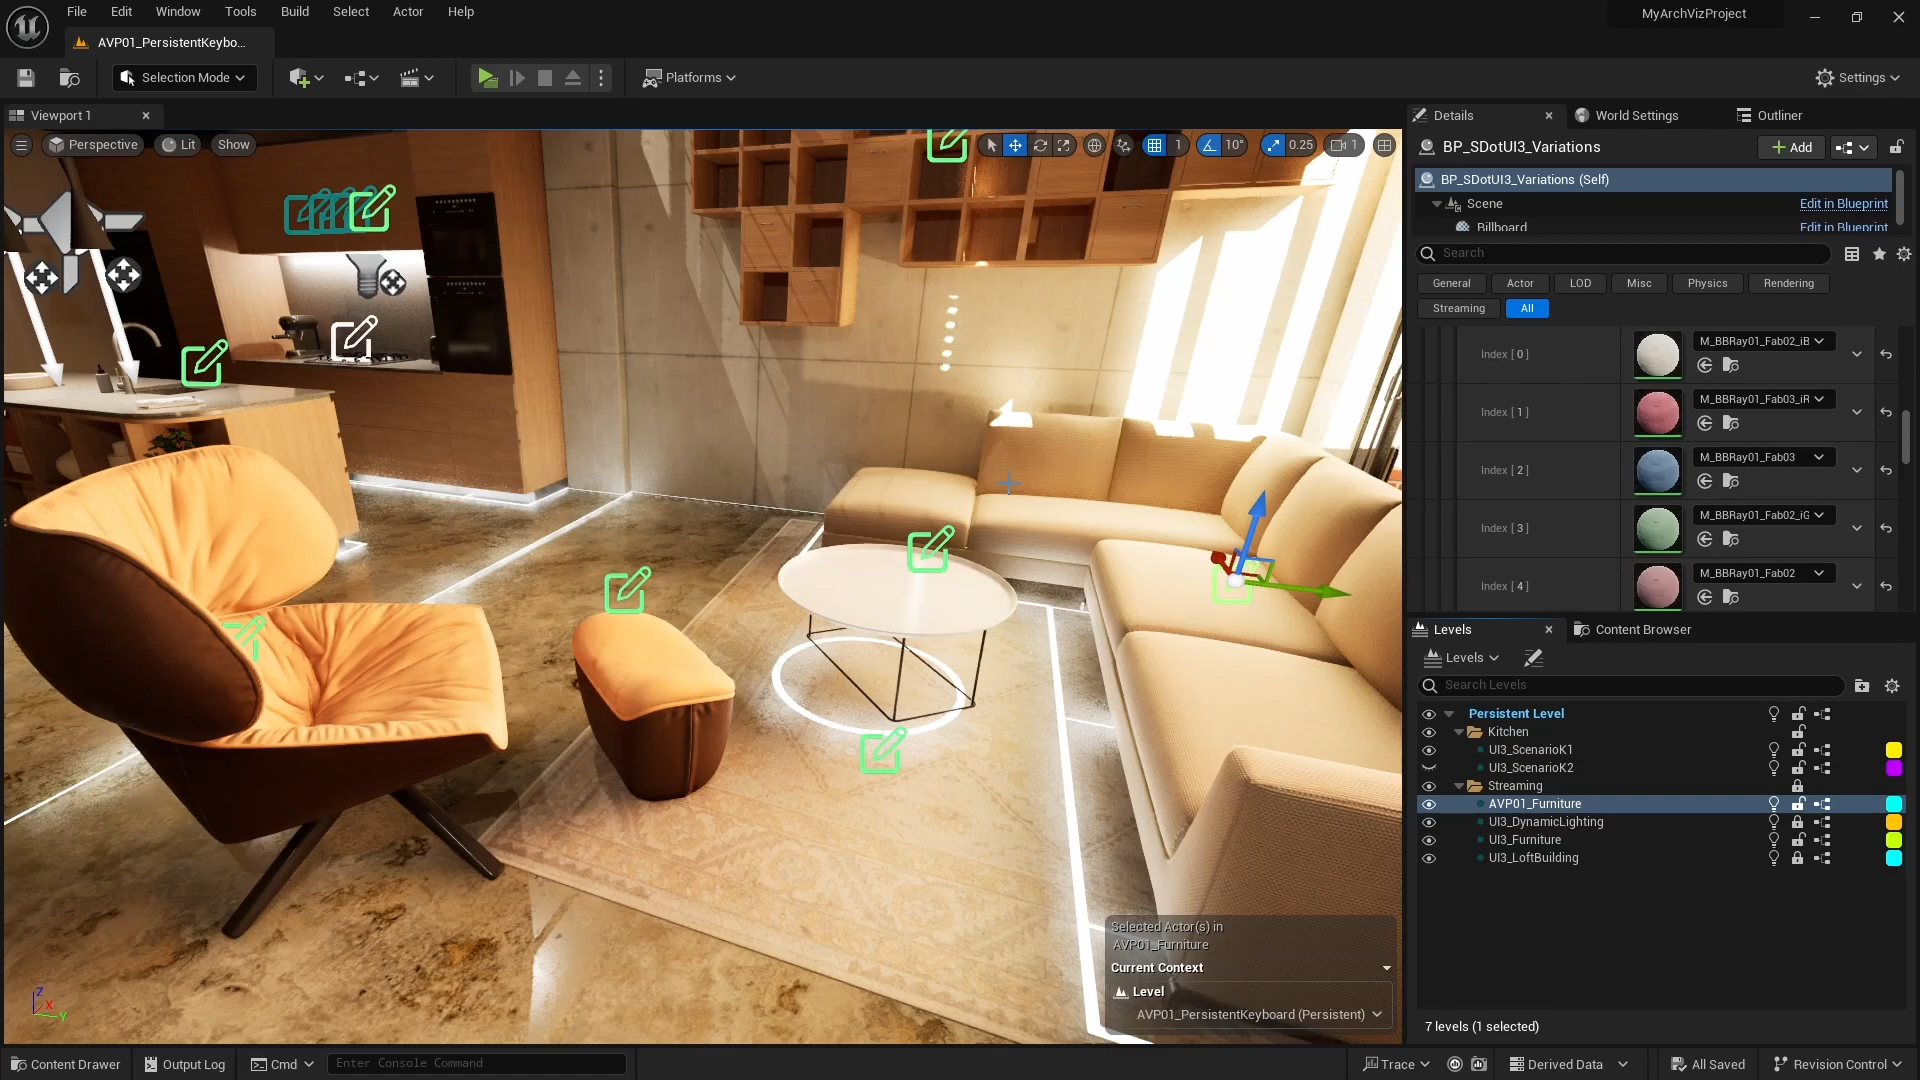 File Edit Window Tools Build Select Actor Help
MyArchVizProject
AVP01_PersistentKeybo...
Selection Mode
Platforms
Settings
Viewport 1
Perspective
Lit
Show
1
10°
0.25
1
Details
World Settings
Outliner
BP_SDotUI3_Variations
Add
BP_SDotUI3_Variations (Self)
Scene
Edit in Blueprint
Billboard
Edit in Blueprint
Search
General
Actor
LOD
Misc
Physics
Rendering
Streaming
All
Index [ 0 ]
M_BBRay01_Fab02_iB
Index [ 1 ]
M_BBRay01_Fab03_iR
Index [ 2 ]
M_BBRay01_Fab03
Index [ 3 ]
M_BBRay01_Fab02_iG
Index [ 4 ]
M_BBRay01_Fab02
Levels
Content Browser
Levels
Search Levels
Persistent Level
Kitchen
UI3_ScenarioK1
UI3_ScenarioK2
Streaming
AVP01_Furniture
UI3_DynamicLighting
UI3_Furniture
UI3_LoftBuilding
7 levels (1 selected)
Selected Actor(s) in
AVP01_Furniture
Current Context
Level
AVP01_PersistentKeyboard (Persistent)
Z
X
Y
Content Drawer
Output Log
Cmd
Enter Console Command
Trace
Derived Data
All Saved
Revision Control